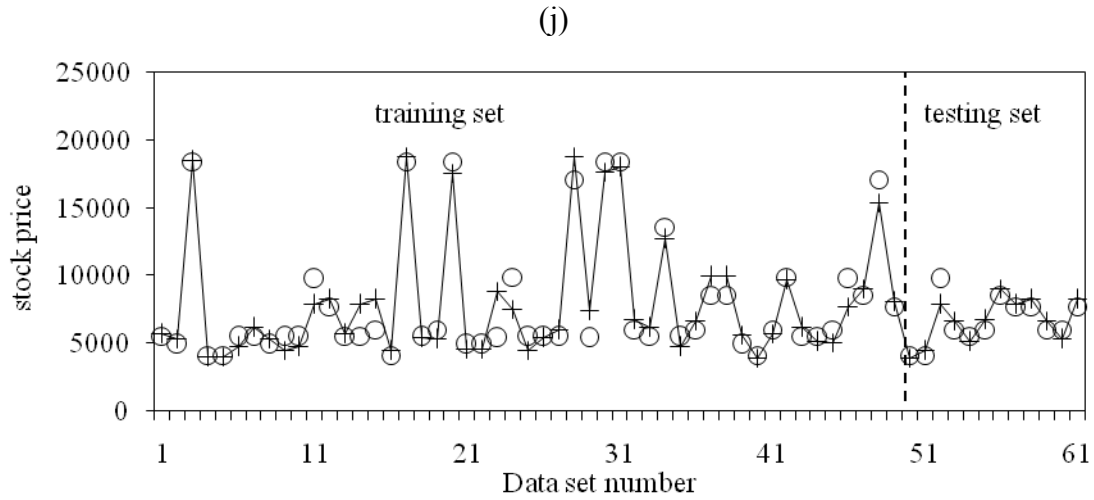 (j)
25000
training set
testing set
20000
15000
stock price
10000
5000
0
1
11
21
31
41
51
61
Data set number